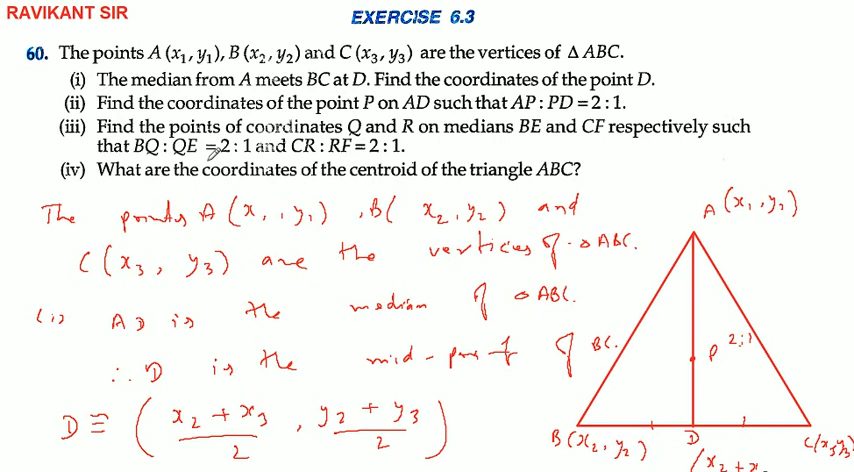 RAVIKANT SIR
EXERCISE 6.3
60. The points A (x₁, y₁), B (x₂, y₂) and C (x₃, y₃) are the vertices of Δ ABC.
(i) The median from A meets BC at D. Find the coordinates of the point D.
(ii) Find the coordinates of the point P on AD such that AP : PD = 2 : 1.
(iii) Find the points of coordinates Q and R on medians BE and CF respectively such
that BQ : QE = 2 : 1 and CR : RF = 2 : 1.
(iv) What are the coordinates of the centroid of the triangle ABC?
The points A (x₁, y₁), B( x₂, y₂) and
C (x₃, y₃) are the vertices of Δ ABC.
(i) AD is the median of Δ ABC.
∴ D is the mid-point of BC.
D ≡ ( x₂ + x₃ / 2 , y₂ + y₃ / 2 )
A (x₁, y₁)
P 2:1
B (x₂, y₂)
D
C(x₃, y₃)
(x₂ +